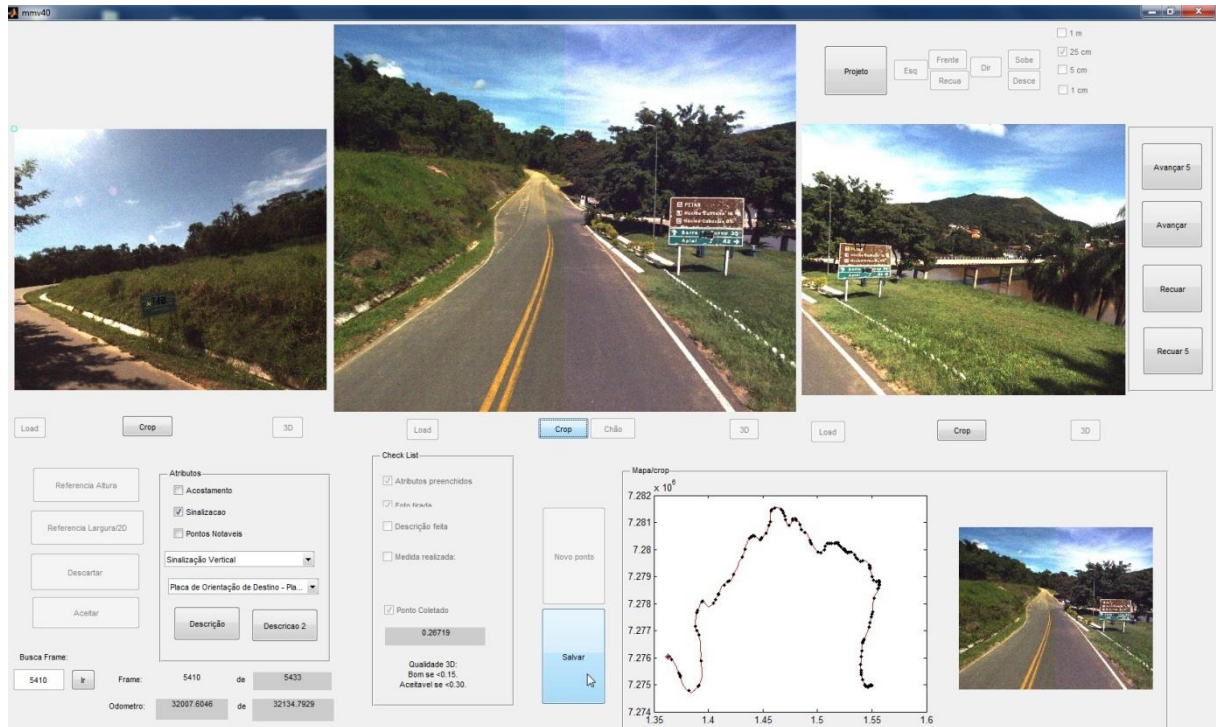 mmv40
1 m
25 cm
5 cm
1 cm
Projeto
Esq
Frente
Recua
Dir
Sobe
Desce
PETAR
Avançar 5
Avançar
Recuar
Recuar 5
Load
Crop
3D
Load
Crop
Chão
3D
Load
Crop
3D
Referencia Altura
Referencia Largura/2D
Descartar
Aceitar
Atributos
Acostamento
Sinalizacao
Pontos Notaveis
Sinalização Vertical
Placa de Orientação de Destino - Pla...
Descrição
Descricao 2
Busca Frame:
5410
Ir
Frame:
5410
de
5433
Odometro:
32007.6046
de
32134.7929
Check List
Atributos preenchidos
Foto tirada
Descrição feita
Medida realizada:
Ponto Coletado
0.26719
Qualidade 3D:
Bom se <0.15.
Aceitavel se <0.30.
Novo ponto
Salvar
Mapa/crop
x 10^6
7.282
7.281
7.28
7.279
7.278
7.277
7.276
7.275
7.274
1.35
1.4
1.45
1.5
1.55
1.6